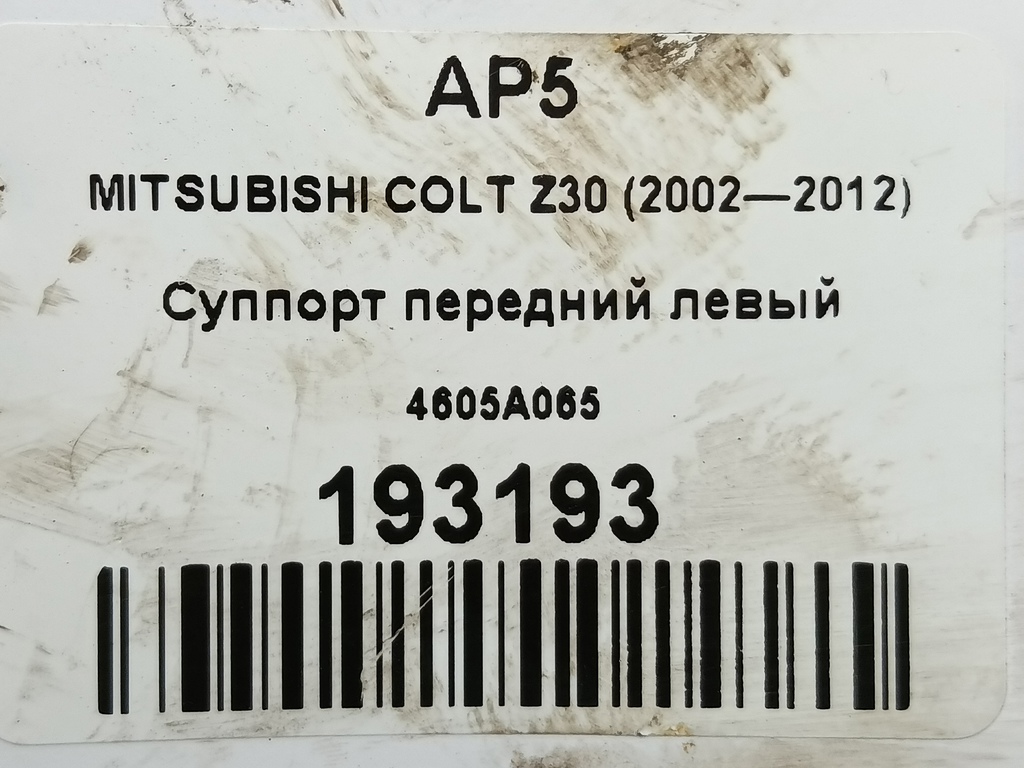 AP5
MITSUBISHI COLT Z30 (2002—2012)
Суппорт передний левый
4605A065
193193